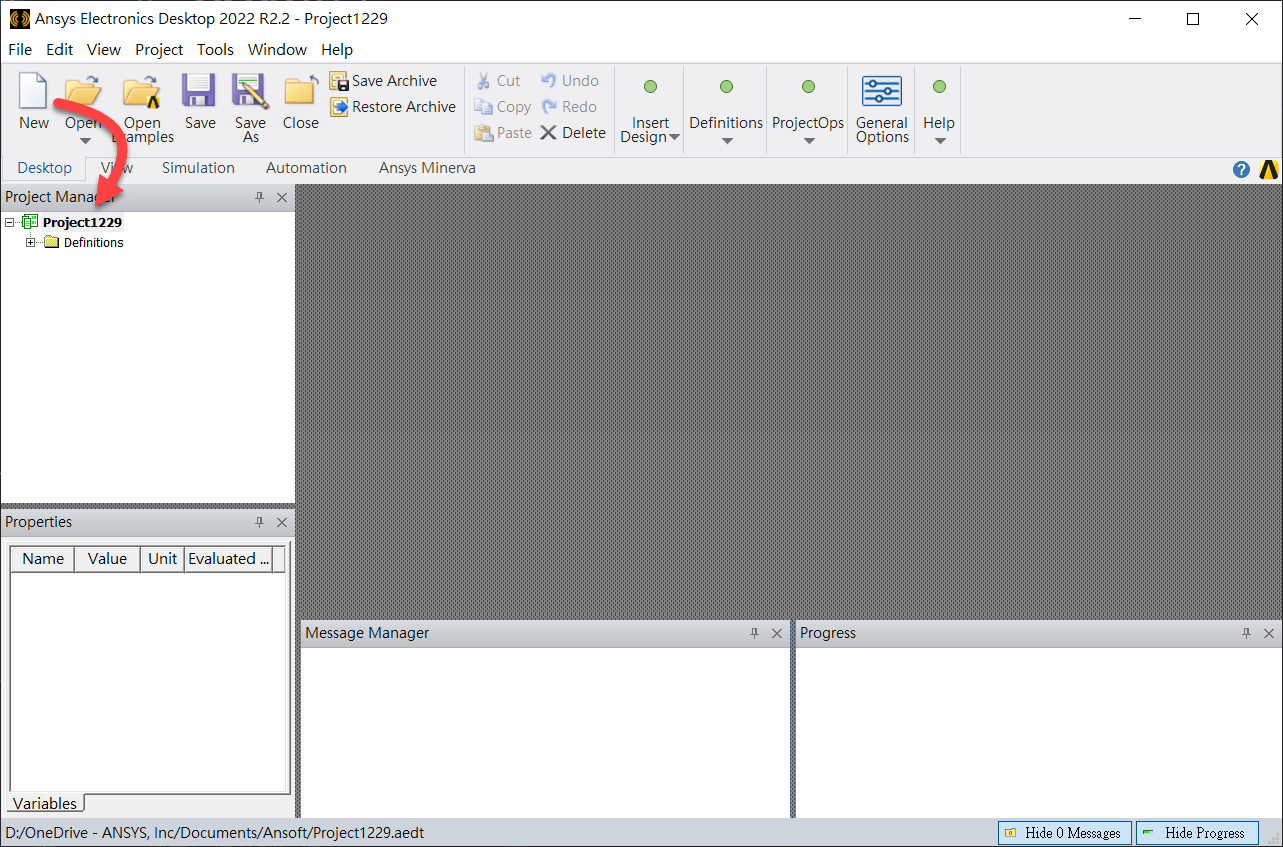 Ansys Electronics Desktop 2022 R2.2 - Project1229
File Edit View Project Tools Window Help
New
Open
Open
Examples
Save
Save
As
Close
Save Archive
Restore Archive
Cut
Copy
Paste
Undo
Redo
Delete
Insert
Design
Definitions
ProjectOps
General
Options
Help
Desktop View Simulation Automation Ansys Minerva
Project Manager
Project1229
Definitions
Properties
Name Value Unit Evaluated ...
Variables
Message Manager
Progress
D:/OneDrive - ANSYS, Inc/Documents/Ansoft/Project1229.aedt
Hide 0 Messages
Hide Progress